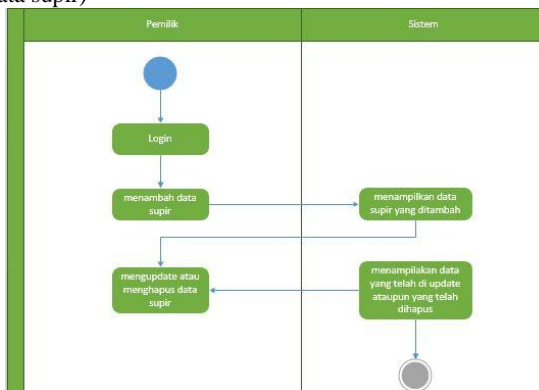 ata supir)
Pemilik
Sistem
Login
menambah data
supir
menampilkan data
supir yang ditambah
mengupdate atau
menghapus data
supir
menampilakan data
yang telah di update
ataupun yang telah
dihapus